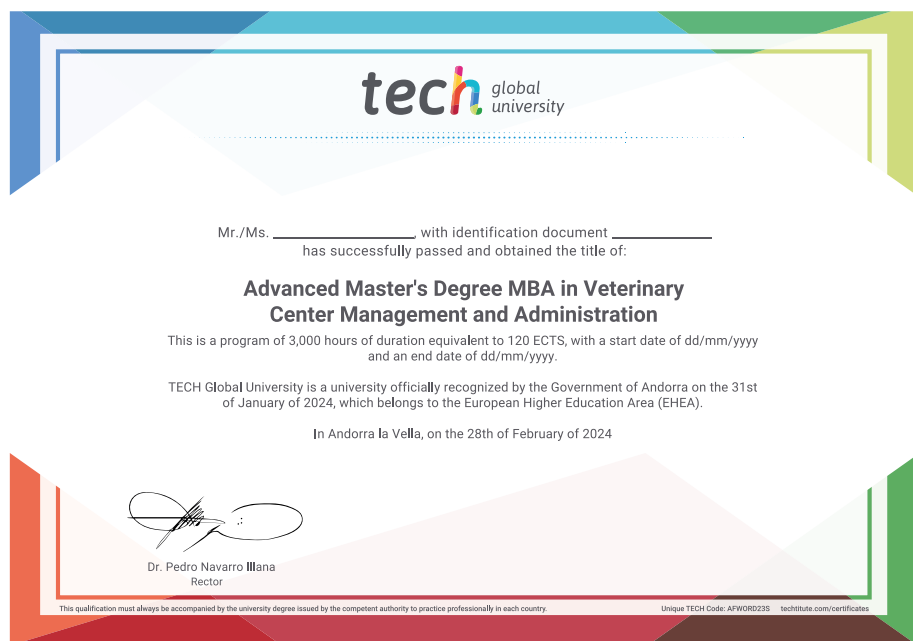 tech global university
Mr./Ms. ____________________, with identification document ______________
has successfully passed and obtained the title of:
Advanced Master's Degree MBA in Veterinary
Center Management and Administration
This is a program of 3,000 hours of duration equivalent to 120 ECTS, with a start date of dd/mm/yyyy
and an end date of dd/mm/yyyy.
TECH Global University is a university officially recognized by the Government of Andorra on the 31st
of January of 2024, which belongs to the European Higher Education Area (EHEA).
In Andorra la Vella, on the 28th of February of 2024
Dr. Pedro Navarro Illana
Rector
This qualification must always be accompanied by the university degree issued by the competent authority to practice professionally in each country.
Unique TECH Code: AFWORD23S techtitute.com/certificates